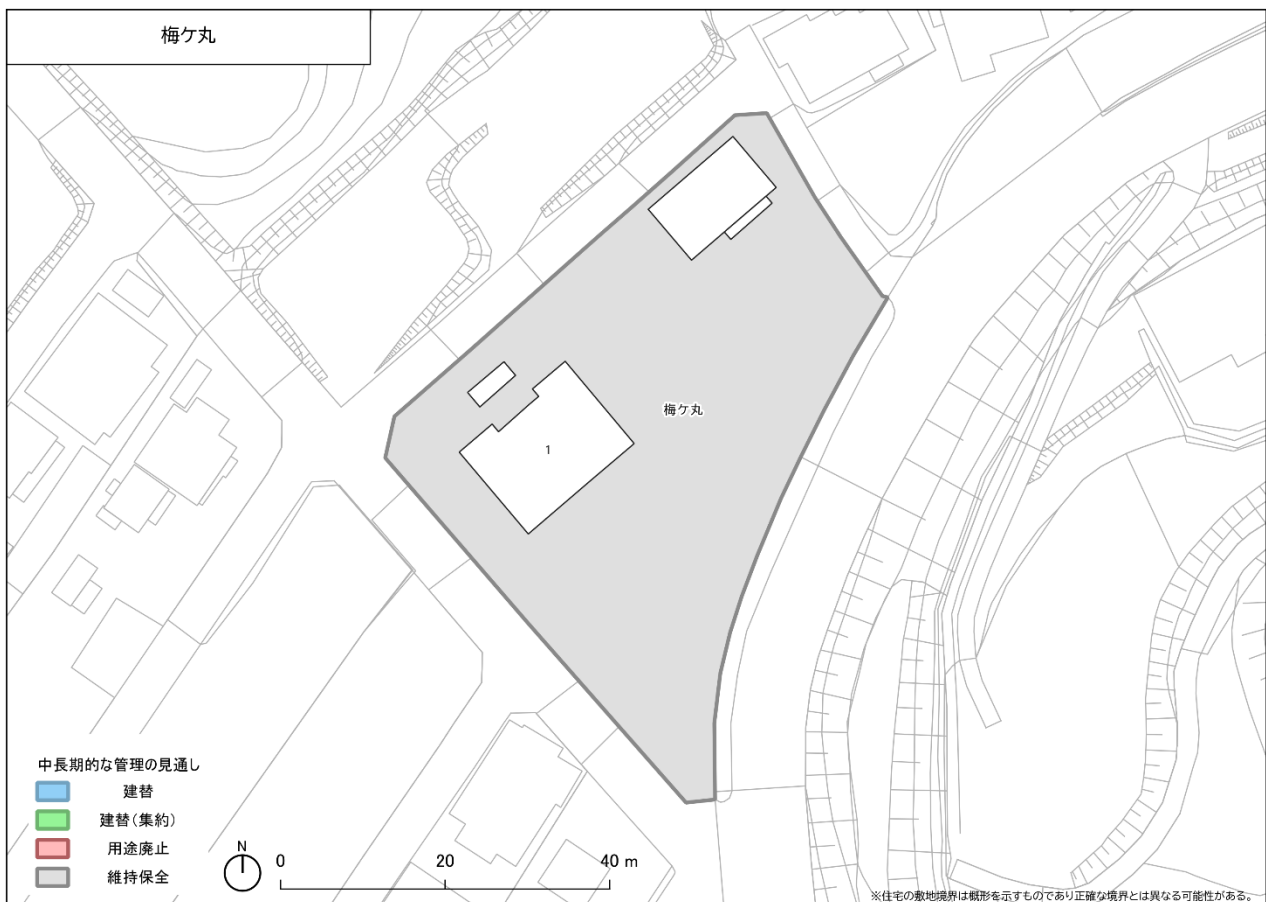 梅ケ丸
梅ケ丸
1
中長期的な管理の見通し
建替
建替(集約)
用途廃止
維持保全
N
0 20 40 m
※住宅の敷地境界は概形を示すものであり正確な境界とは異なる可能性がある。